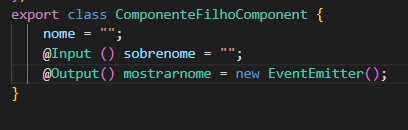 export class ComponenteFilhoComponent {
nome = "";
@Input () sobrenome = "";
@Output() mostrarnome = new EventEmitter();
}